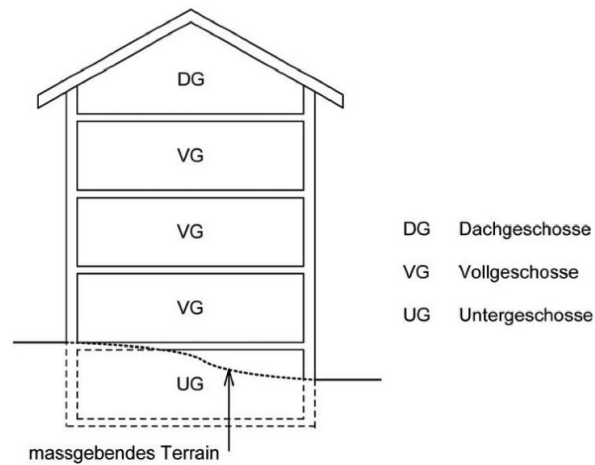 DG
VG
VG
VG
UG
massgebendes Terrain
DG Dachgeschosse
VG Vollgeschosse
UG Untergeschosse